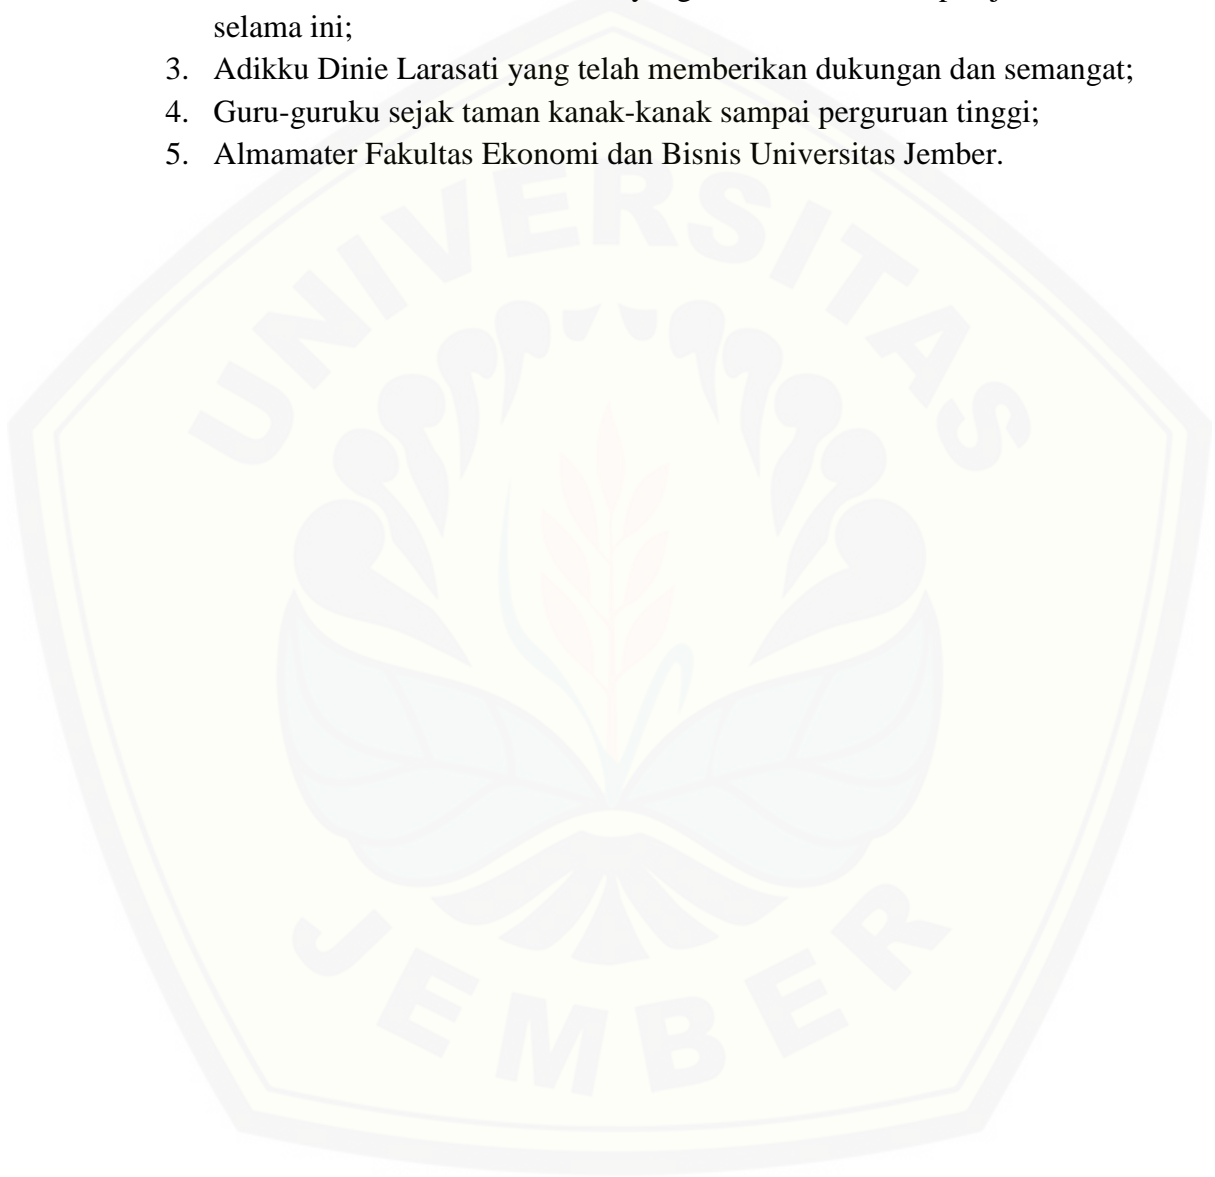 selama ini;
3. Adikku Dinie Larasati yang telah memberikan dukungan dan semangat;
4. Guru-guruku sejak taman kanak-kanak sampai perguruan tinggi;
5. Almamater Fakultas Ekonomi dan Bisnis Universitas Jember.
UNIVERSITAS
JEMBER